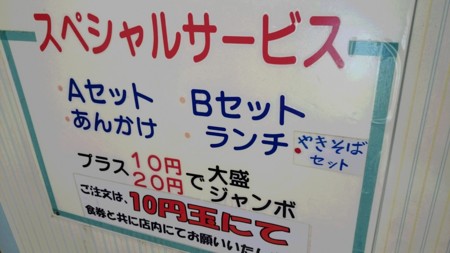 スペシャルサービス
・Aセット ・Bセット
・あんかけ ・ランチ ・やきそばセット
プラス10円で大盛
20円でジャンボ
ご注文は、10円玉にて
食券と共に店内にてお願いいた